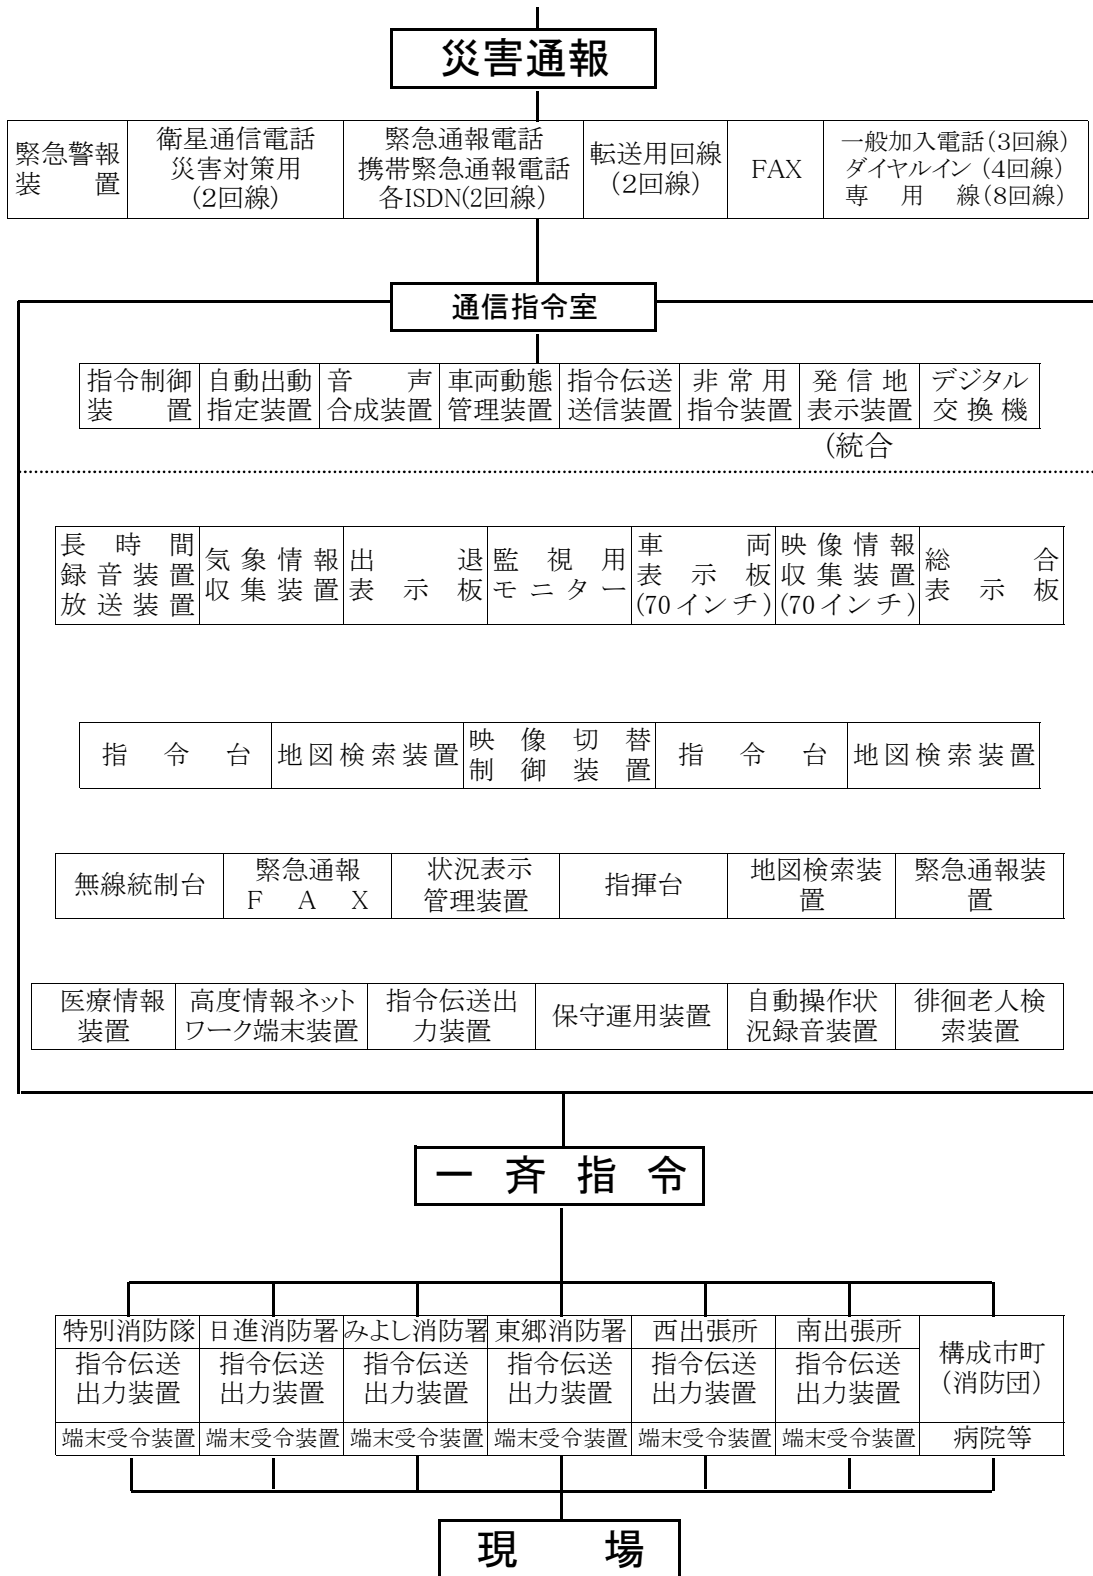 災害通報
緊急警報
装置
衛星通信電話
災害対策用
(2回線)
緊急通報電話
携帯緊急通報電話
各ISDN(2回線)
転送用回線
(2回線)
FAX
一般加入電話(3回線)
ダイヤルイン (4回線)
専用線(8回線)
通信指令室
指令制御
装置
自動出動
指定装置
音声
合成装置
車両動態
管理装置
指令伝送
送信装置
非常用
指令装置
発信地
表示装置
(統合
デジタル
交換機
長時間
録音装置
放送装置
気象情報
収集装置
出退
表示板
監視用
モニター
車両
表示板
(70インチ)
映像情報
収集装置
(70インチ)
総合
表示板
指令台
地図検索装置
映像切替
制御装置
指令台
地図検索装置
無線統制台
緊急通報
FAX
状況表示
管理装置
指揮台
地図検索装
置
緊急通報装
置
医療情報
装置
高度情報ネット
ワーク端末装置
指令伝送出
力装置
保守運用装置
自動操作状
況録音装置
徘徊老人検
索装置
一斉指令
特別消防隊
指令伝送
出力装置
端末受令装置
日進消防署
指令伝送
出力装置
端末受令装置
みよし消防署
指令伝送
出力装置
端末受令装置
東郷消防署
指令伝送
出力装置
端末受令装置
西出張所
指令伝送
出力装置
端末受令装置
南出張所
指令伝送
出力装置
端末受令装置
構成市町
(消防団)
病院等
現場